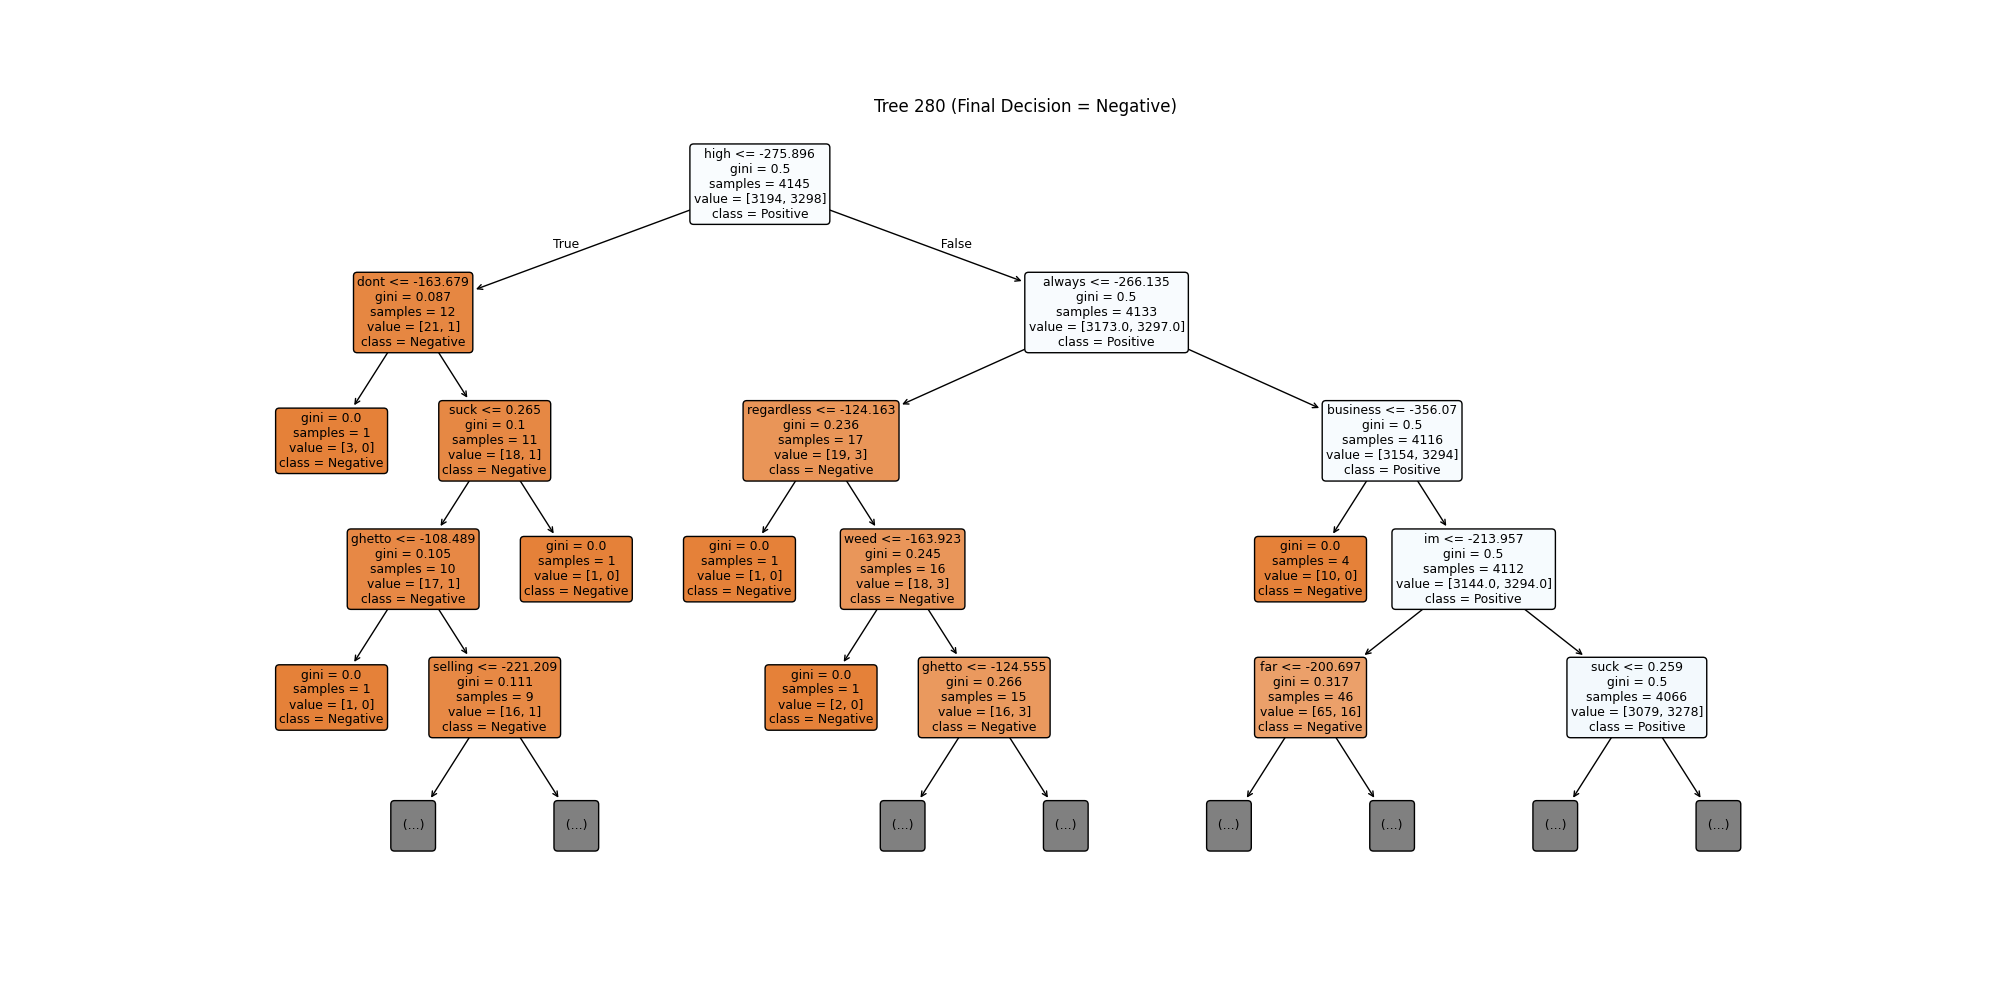 Tree 280 (Final Decision = Negative)
high <= -275.896
gini = 0.5
samples = 4145
value = [3194, 3298]
class = Positive
True
False
dont <= -163.679
gini = 0.087
samples = 12
value = [21, 1]
class = Negative
always <= -266.135
gini = 0.5
samples = 4133
value = [3173.0, 3297.0]
class = Positive
gini = 0.0
samples = 1
value = [3, 0]
class = Negative
suck <= 0.265
gini = 0.1
samples = 11
value = [18, 1]
class = Negative
regardless <= -124.163
gini = 0.236
samples = 17
value = [19, 3]
class = Negative
business <= -356.07
gini = 0.5
samples = 4116
value = [3154, 3294]
class = Positive
ghetto <= -108.489
gini = 0.105
samples = 10
value = [17, 1]
class = Negative
gini = 0.0
samples = 1
value = [1, 0]
class = Negative
gini = 0.0
samples = 1
value = [1, 0]
class = Negative
weed <= -163.923
gini = 0.245
samples = 16
value = [18, 3]
class = Negative
gini = 0.0
samples = 4
value = [10, 0]
class = Negative
im <= -213.957
gini = 0.5
samples = 4112
value = [3144.0, 3294.0]
class = Positive
gini = 0.0
samples = 1
value = [1, 0]
class = Negative
selling <= -221.209
gini = 0.111
samples = 9
value = [16, 1]
class = Negative
gini = 0.0
samples = 1
value = [2, 0]
class = Negative
ghetto <= -124.555
gini = 0.266
samples = 15
value = [16, 3]
class = Negative
far <= -200.697
gini = 0.317
samples = 46
value = [65, 16]
class = Negative
suck <= 0.259
gini = 0.5
samples = 4066
value = [3079, 3278]
class = Positive
(...)
(...)
(...)
(...)
(...)
(...)
(...)
(...)